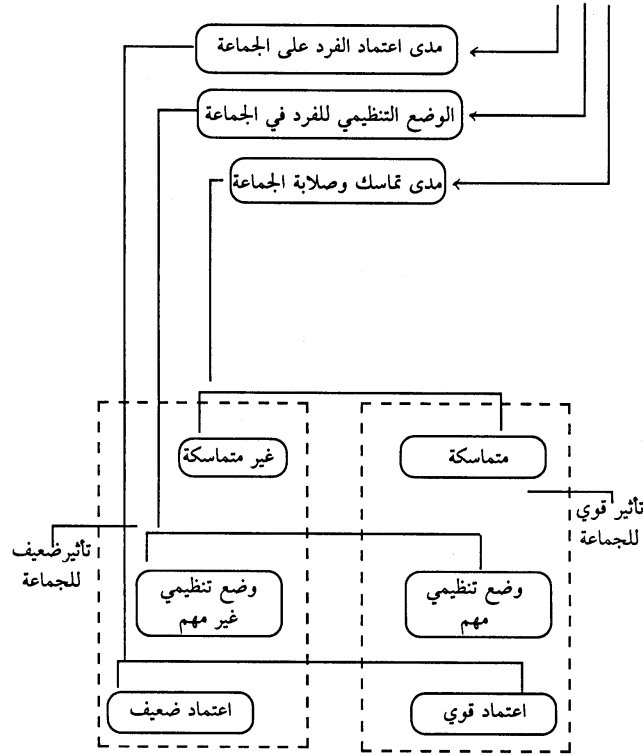 مدى اعتماد الفرد على الجماعة
الوضع التنظيمي للفرد في الجماعة
مدى تماسك وصلابة الجماعة
متماسكة
غير متماسكة
تأثير قوي
للجماعة
تأثير ضعيف
للجماعة
وضع تنظيمي
مهم
وضع تنظيمي
غير مهم
اعتماد قوي
اعتماد ضعيف